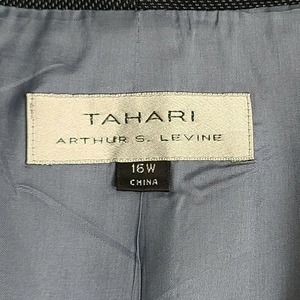 TAHARI
ARTHUR S. LEVINE
16W
CHINA